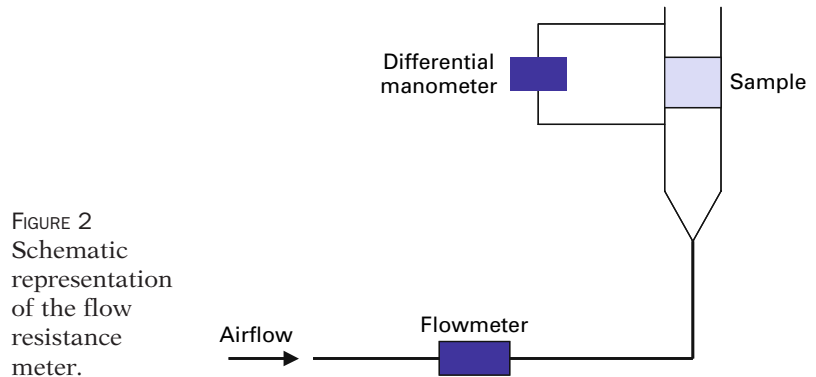 Differential
manometer
Sample
FIGURE 2
Schematic
representation
of the flow
resistance
meter.
Airflow
Flowmeter